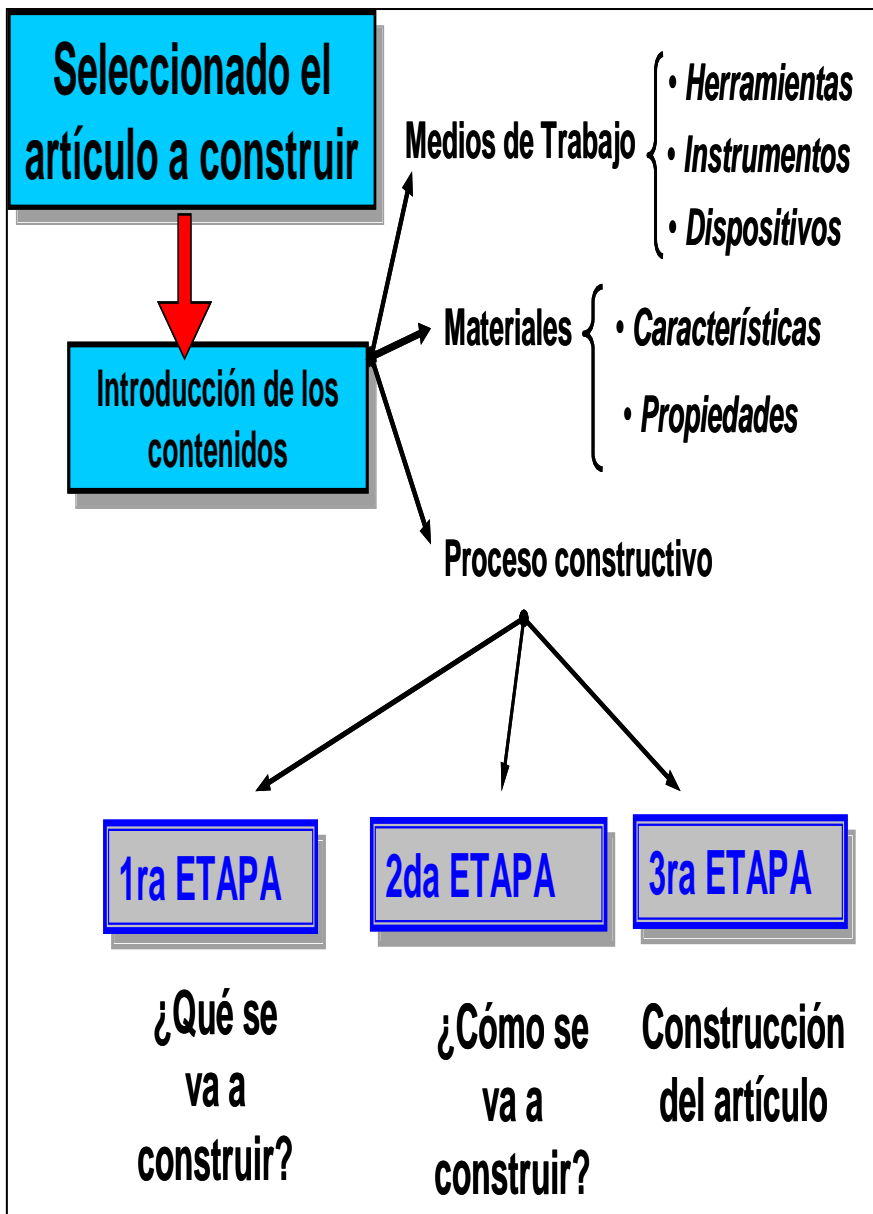 Seleccionado el
artículo a construir
Medios de Trabajo
• Herramientas
• Instrumentos
• Dispositivos
Introducción de los
contenidos
Materiales
• Características
• Propiedades
Proceso constructivo
1ra ETAPA
2da ETAPA
3ra ETAPA
¿Qué se
va a
construir?
¿Cómo se
va a
construir?
Construcción
del artículo